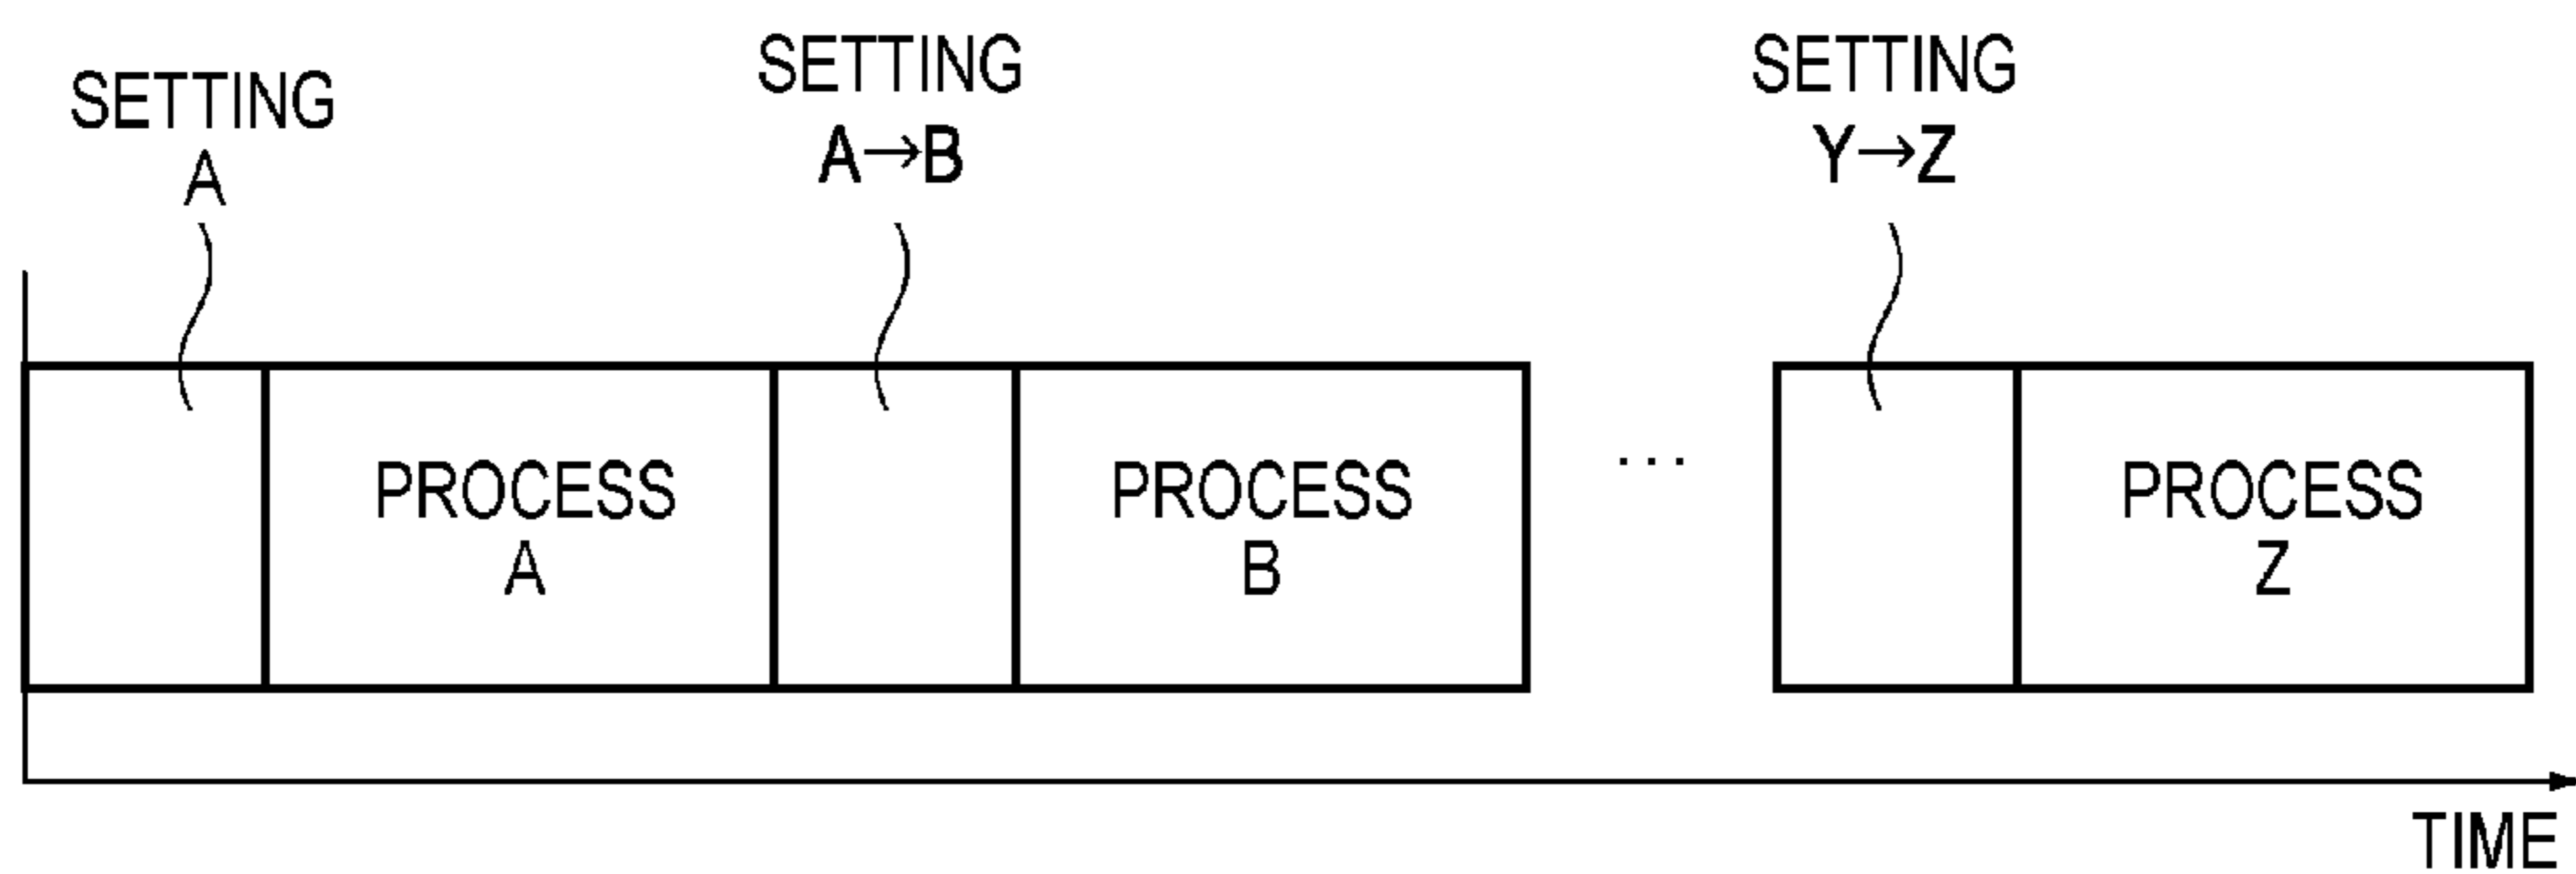 SETTING
A
SETTING
A→B
SETTING
Y→Z
PROCESS
A
PROCESS
B
...
PROCESS
Z
TIME